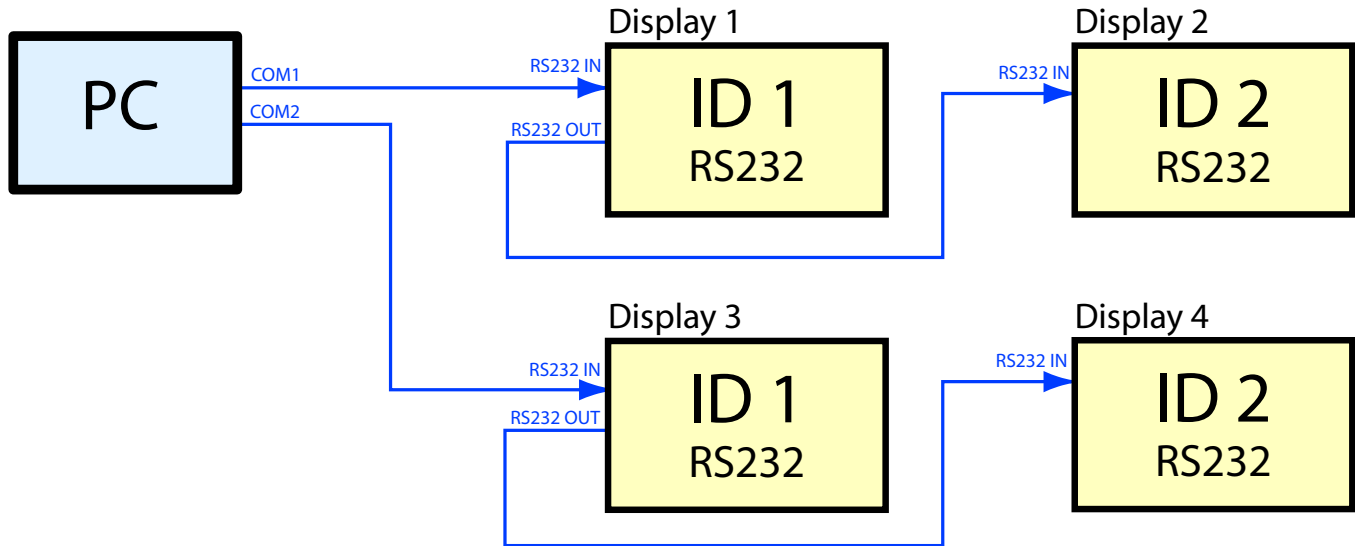 Display 1
Display 2
PC
COM1
COM2
RS232 IN
RS232 OUT
ID 1
RS232
RS232 IN
ID 2
RS232
Display 3
Display 4
RS232 IN
RS232 OUT
ID 1
RS232
RS232 IN
ID 2
RS232